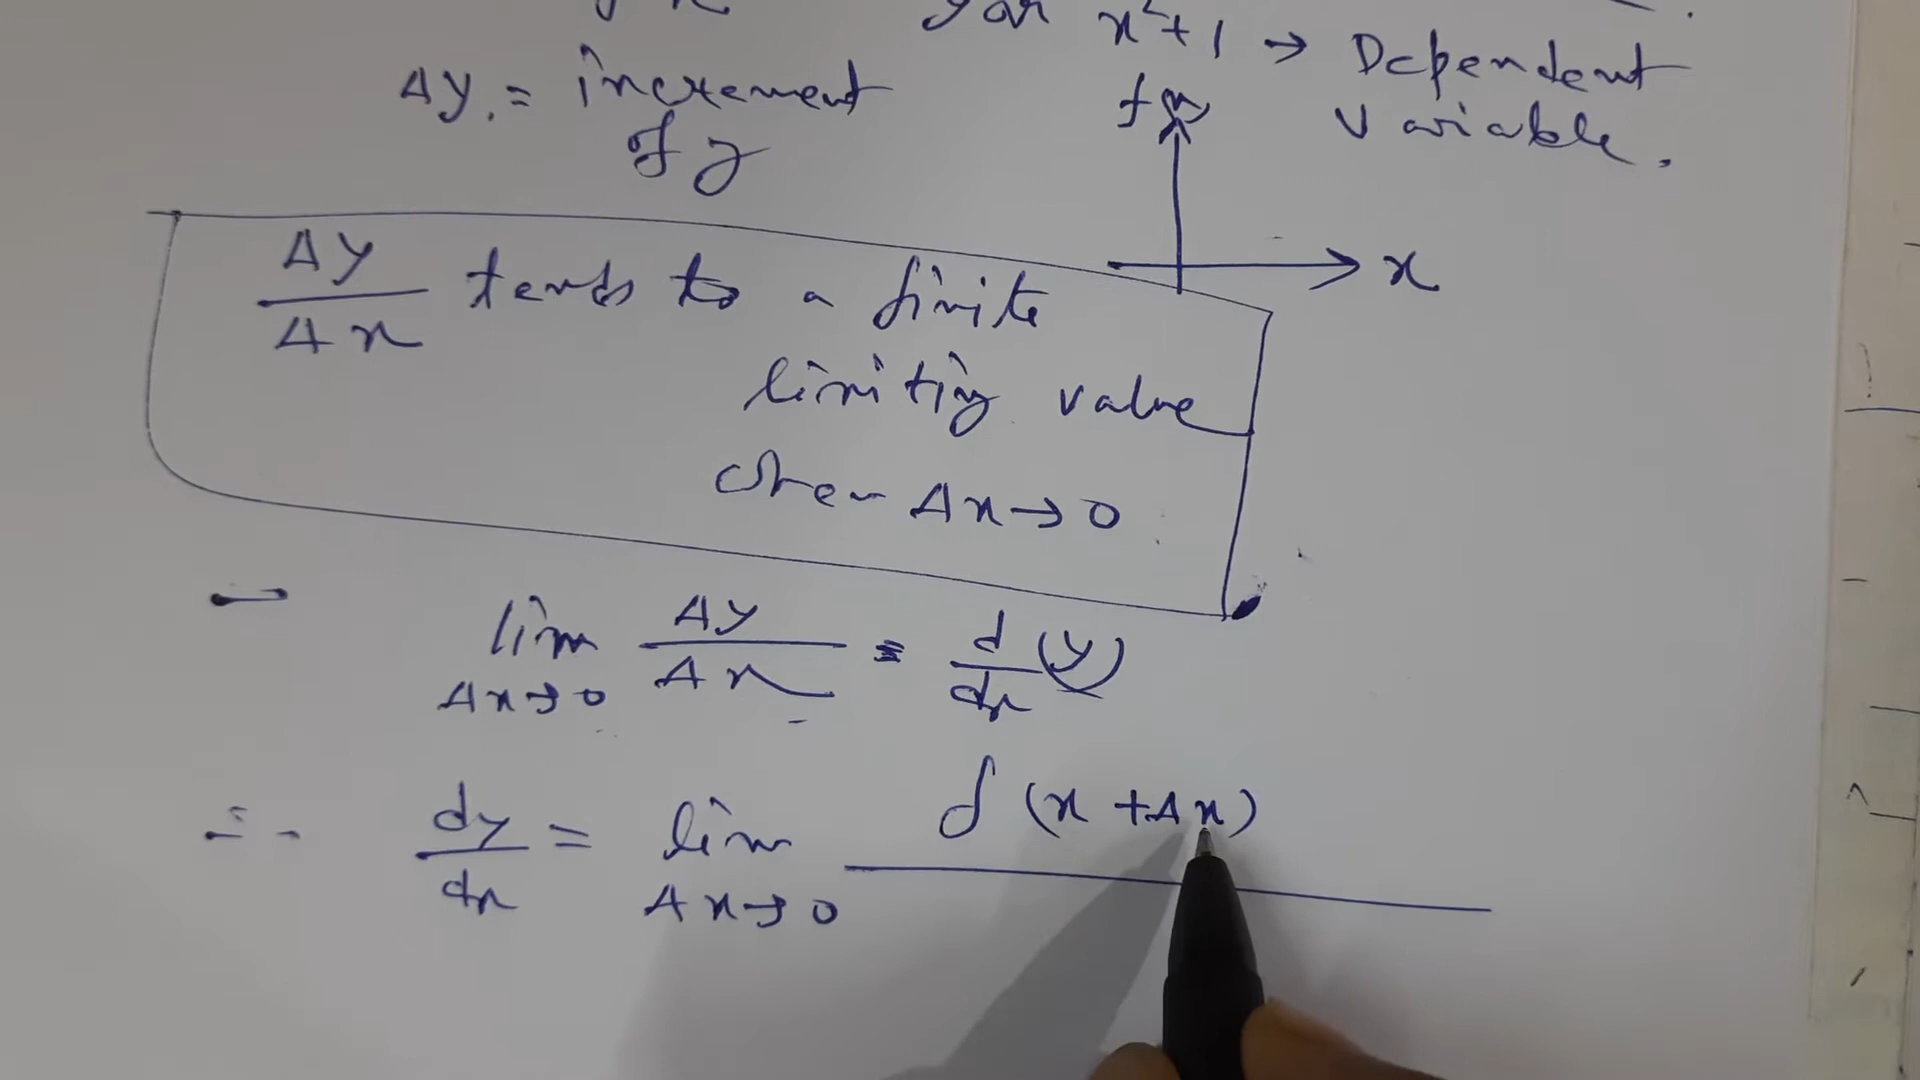 for x²+1 → Dependent
Δy = increment
f(x)
Variable.
of y
Δy/Δx tends to a finite
x
limiting value
when Δx→0
lim Δx→0 Δy/Δx = d/dx (y)
∴ dy/dx = lim Δx→0 f(x+Δx)